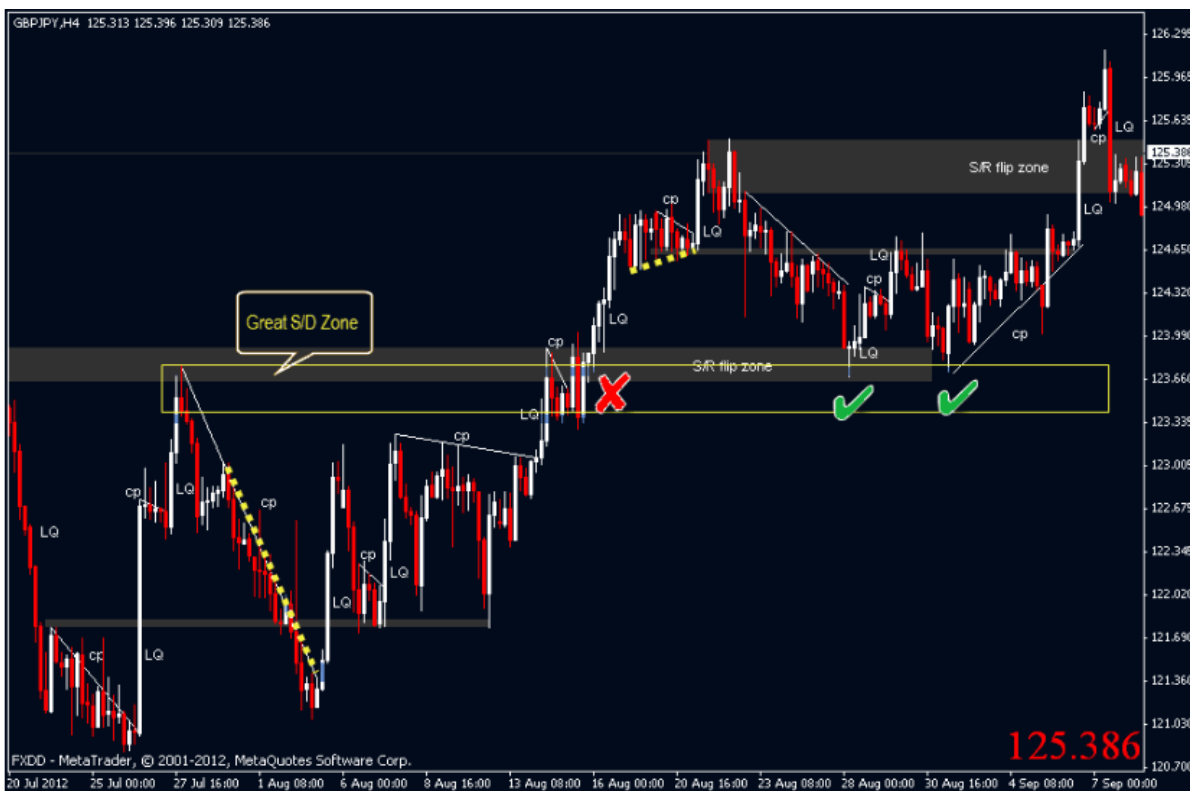 GBPJPY,H4 125.313 125.396 125.309 125.386
126.295
125.965
cp
LQ
125.635
S/R flip zone
125.386
125.305
cp
LQ
LQ
124.980
LQ
124.650
cp
LQ
124.320
Great S/D Zone
cp
LQ
cp
123.990
S/R flip zone
123.660
LQ
123.335
cp
123.005
cp
LQ
cp
122.675
LQ
cp
LQ
122.345
LQ
122.020
cp
LQ
121.690
121.360
121.030
125.386
FXDD - MetaTrader, © 2001-2012, MetaQuotes Software Corp.
120.700
20 Jul 2012 25 Jul 00:00 27 Jul 16:00 1 Aug 08:00 6 Aug 00:00 8 Aug 16:00 13 Aug 08:00 16 Aug 00:00 20 Aug 16:00 23 Aug 08:00 28 Aug 00:00 30 Aug 16:00 4 Sep 08:00 7 Sep 00:00